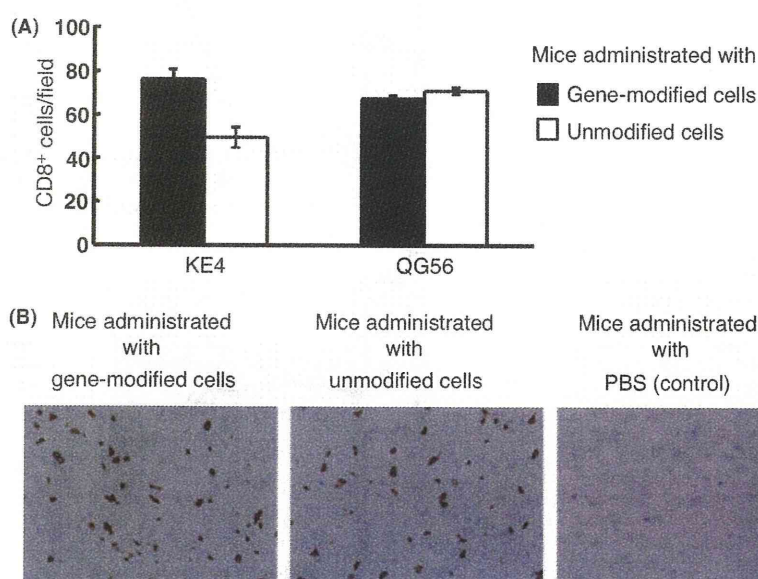 (A)
100
80
60
40
20
0
CD8+ cells/field
KE4
QG56
Mice administrated with
Gene-modified cells
Unmodified cells
(B)
Mice administrated
with
gene-modified cells
Mice administrated
with
unmodified cells
Mice administrated
with
PBS (control)